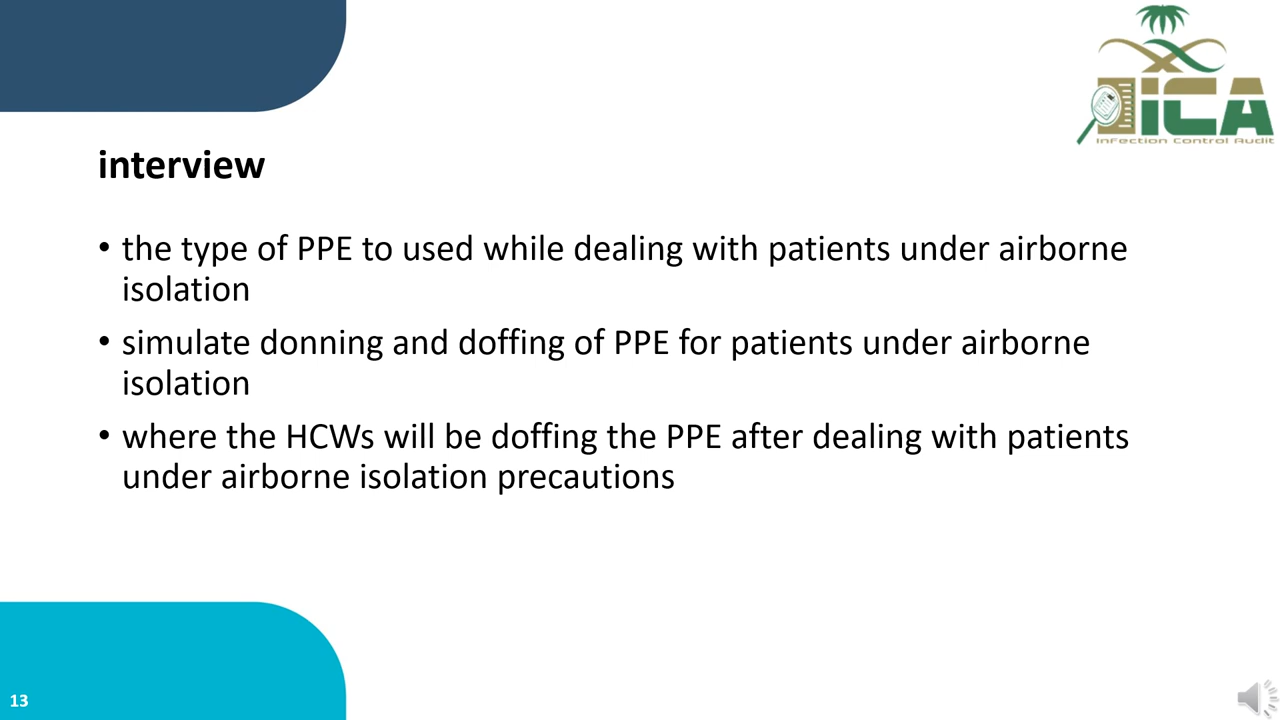 iCA
InFection Control Audit
interview
• the type of PPE to used while dealing with patients under airborne
isolation
• simulate donning and doffing of PPE for patients under airborne
isolation
• where the HCWs will be doffing the PPE after dealing with patients
under airborne isolation precautions
13